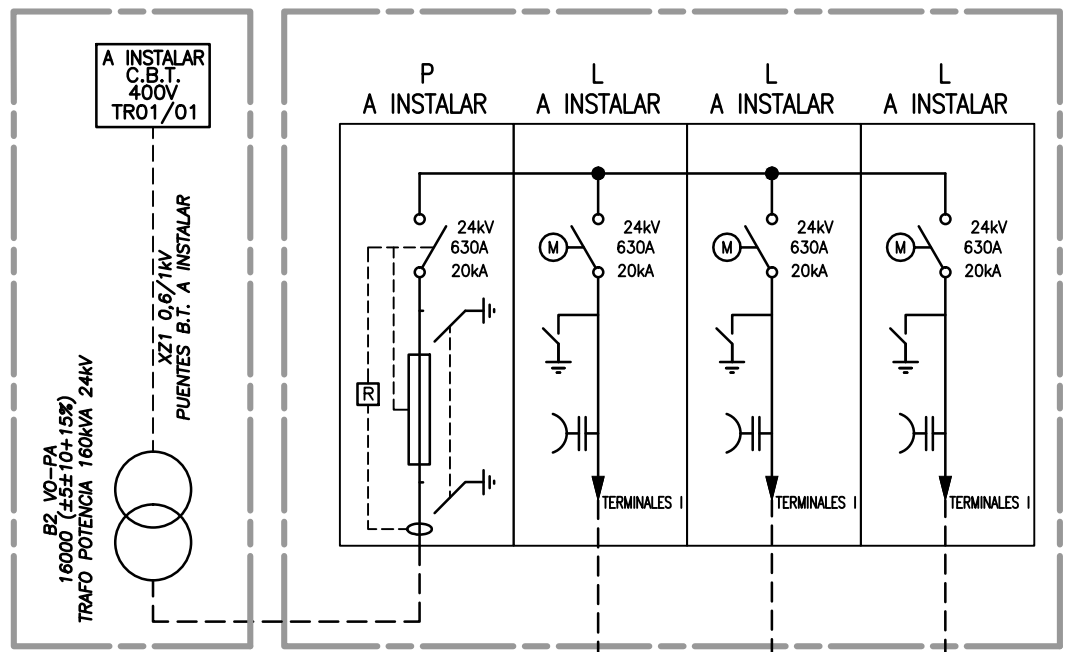 A INSTALAR
C.B.T.
400V
TR01/01
XZ1 0,6/1kV
PUENTES B.T. A INSTALAR
B2 VO-PA
16000 (±5±10+15%)
TRAFO POTENCIA 160kVA 24kV
P
A INSTALAR
L
A INSTALAR
L
A INSTALAR
L
A INSTALAR
24kV
630A
20kA
R
M
24kV
630A
20kA
TERMINALES I
M
24kV
630A
20kA
TERMINALES I
M
24kV
630A
20kA
TERMINALES I